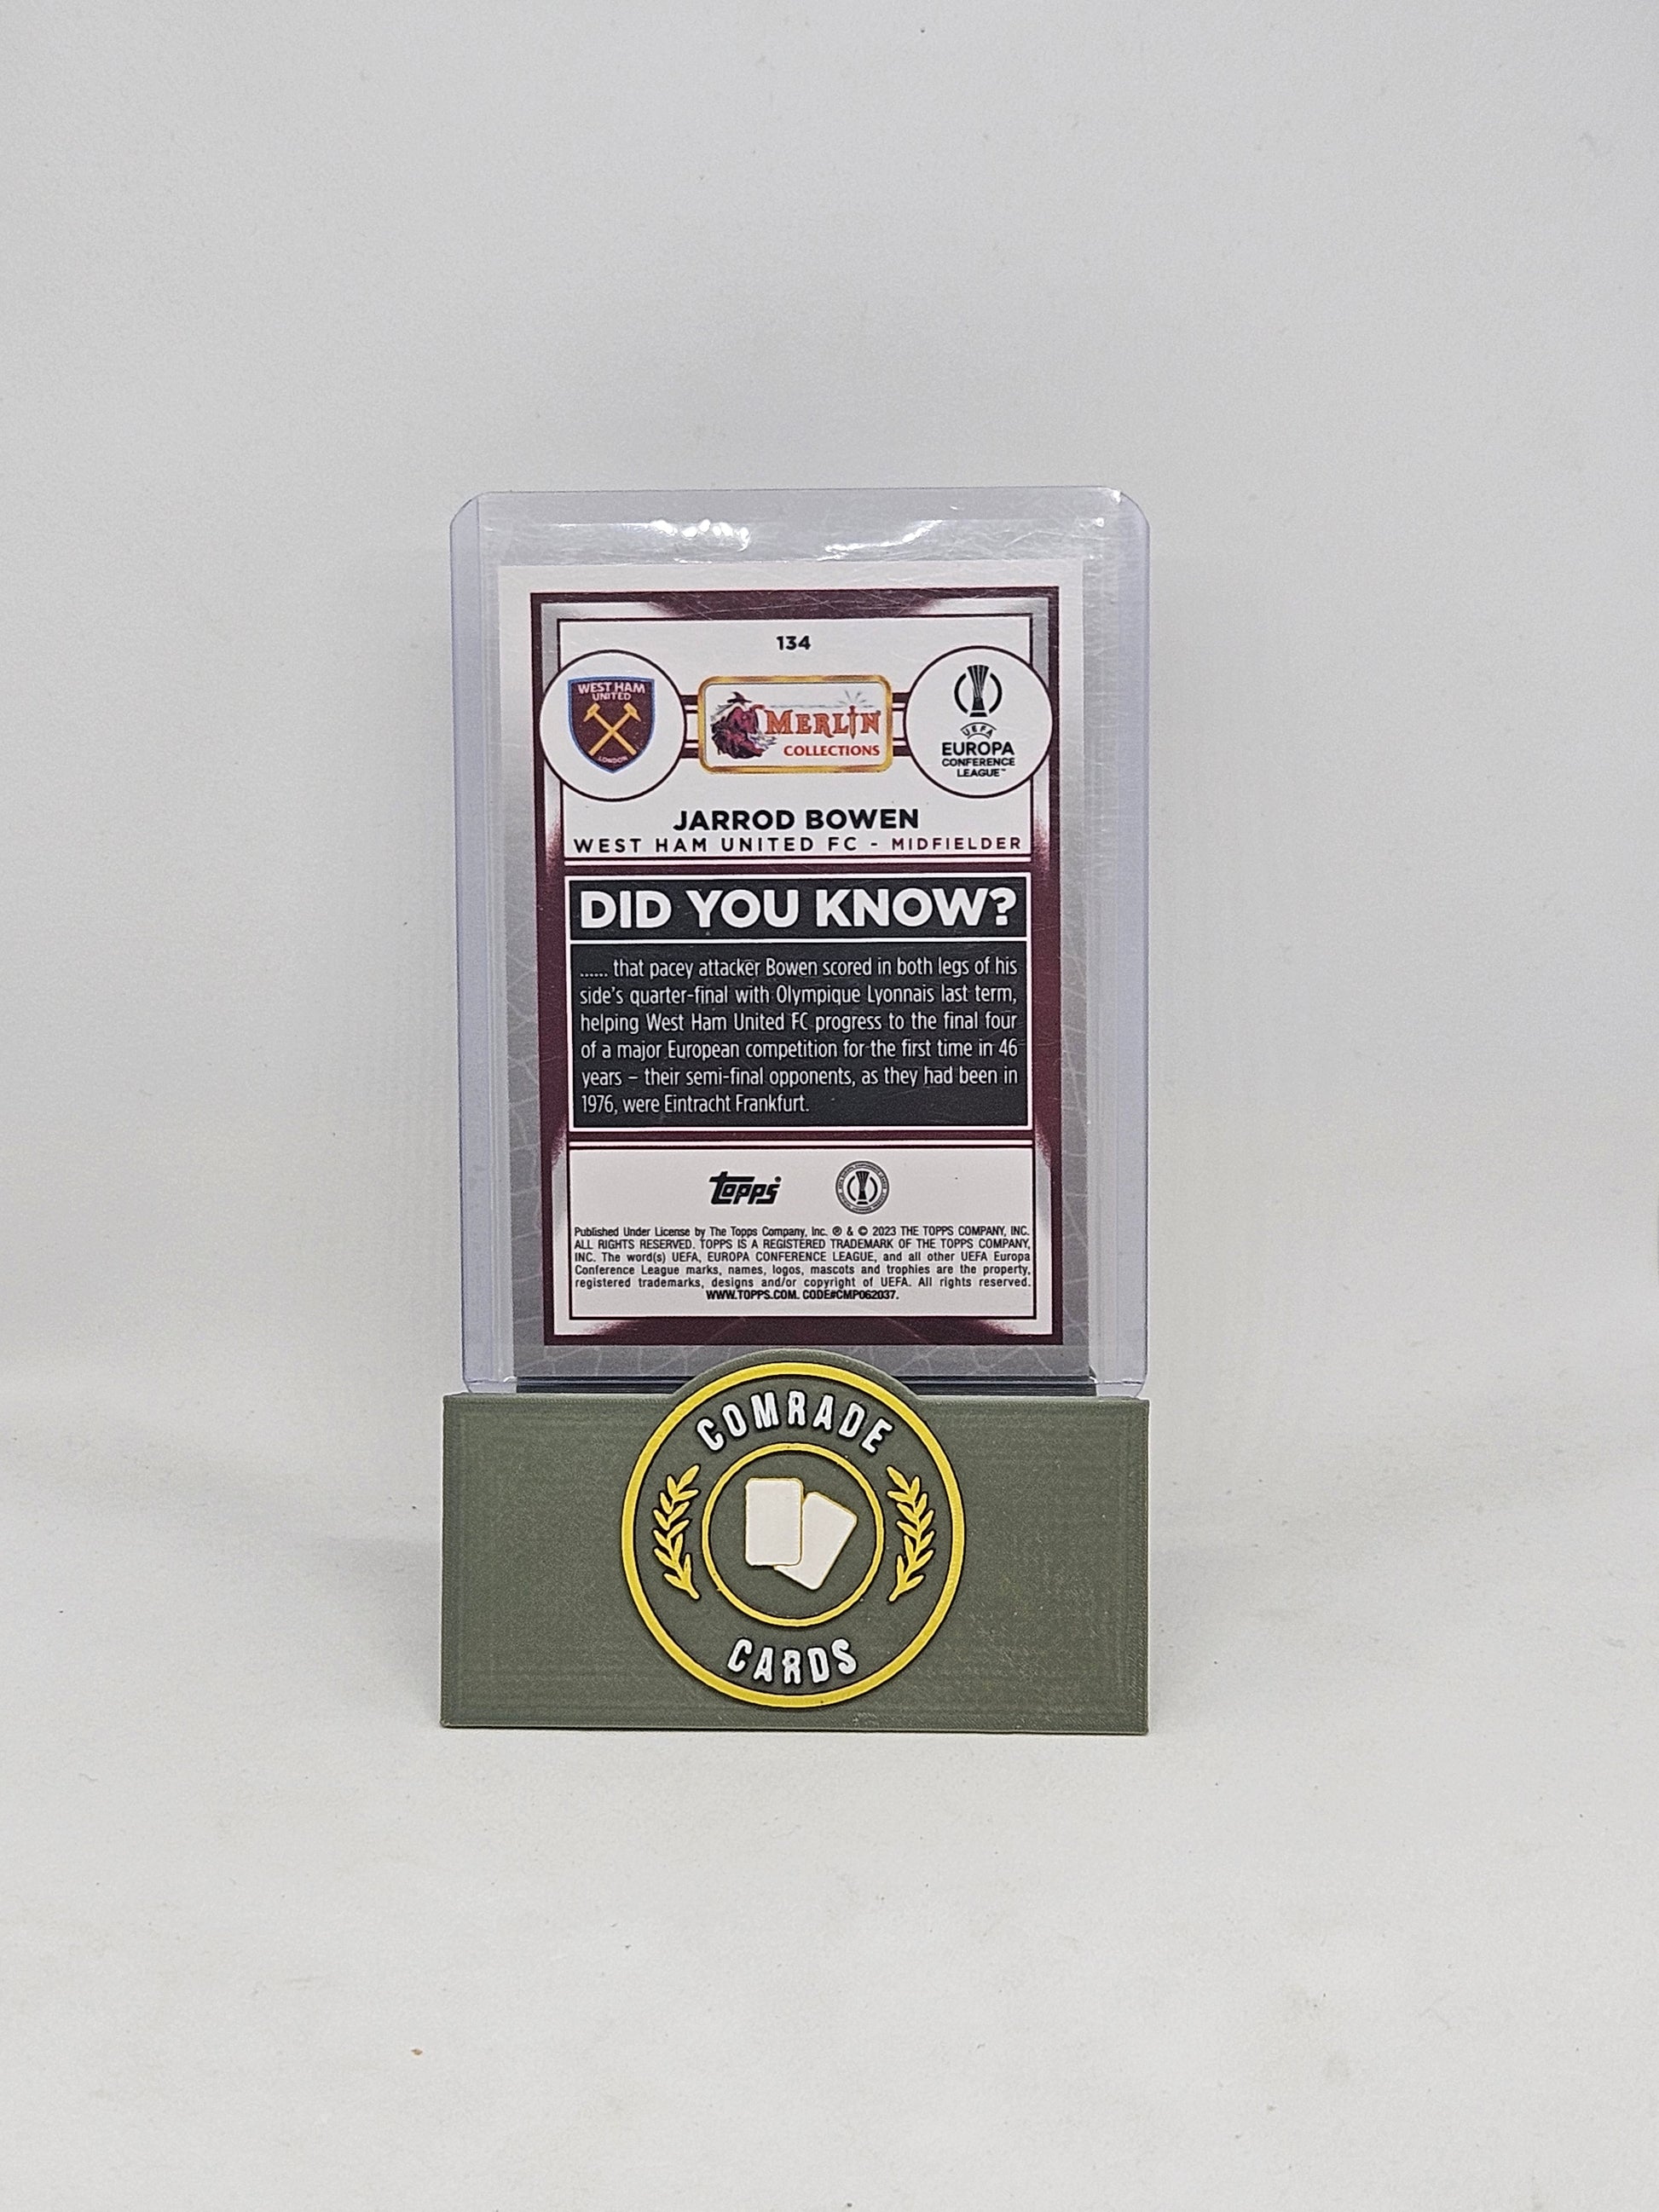 134
WEST HAM
UNITED
LONDON
MERLIN
COLLECTIONS
UEFA
EUROPA
CONFERENCE
LEAGUE™
JARROD BOWEN
WEST HAM UNITED FC - MIDFIELDER
DID YOU KNOW?
...... that pacey attacker Bowen scored in both legs of his
side's quarter-final with Olympique Lyonnais last term,
helping West Ham United FC progress to the final four
of a major European competition for the first time in 46
years – their semi-final opponents, as they had been in
1976, were Eintracht Frankfurt.
topps
Published Under License by The Topps Company, Inc. ® & © 2023 THE TOPPS COMPANY, INC.
ALL RIGHTS RESERVED. TOPPS IS A REGISTERED TRADEMARK OF THE TOPPS COMPANY,
INC. The word(s) UEFA, EUROPA CONFERENCE LEAGUE, and all other UEFA Europa
Conference League marks, names, logos, mascots and trophies are the property,
registered trademarks, designs and/or copyright of UEFA. All rights reserved.
WWW.TOPPS.COM. CODE#CMP062037.
COMRADE
CARDS